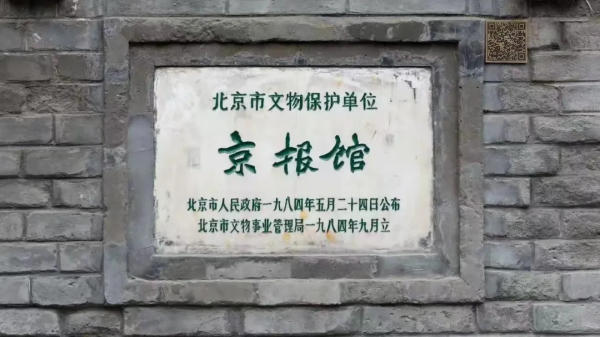 北京市文物保护单位
京报馆
北京市人民政府一九八四年五月二十四日公布
北京市文物事业管理局一九八四年九月立